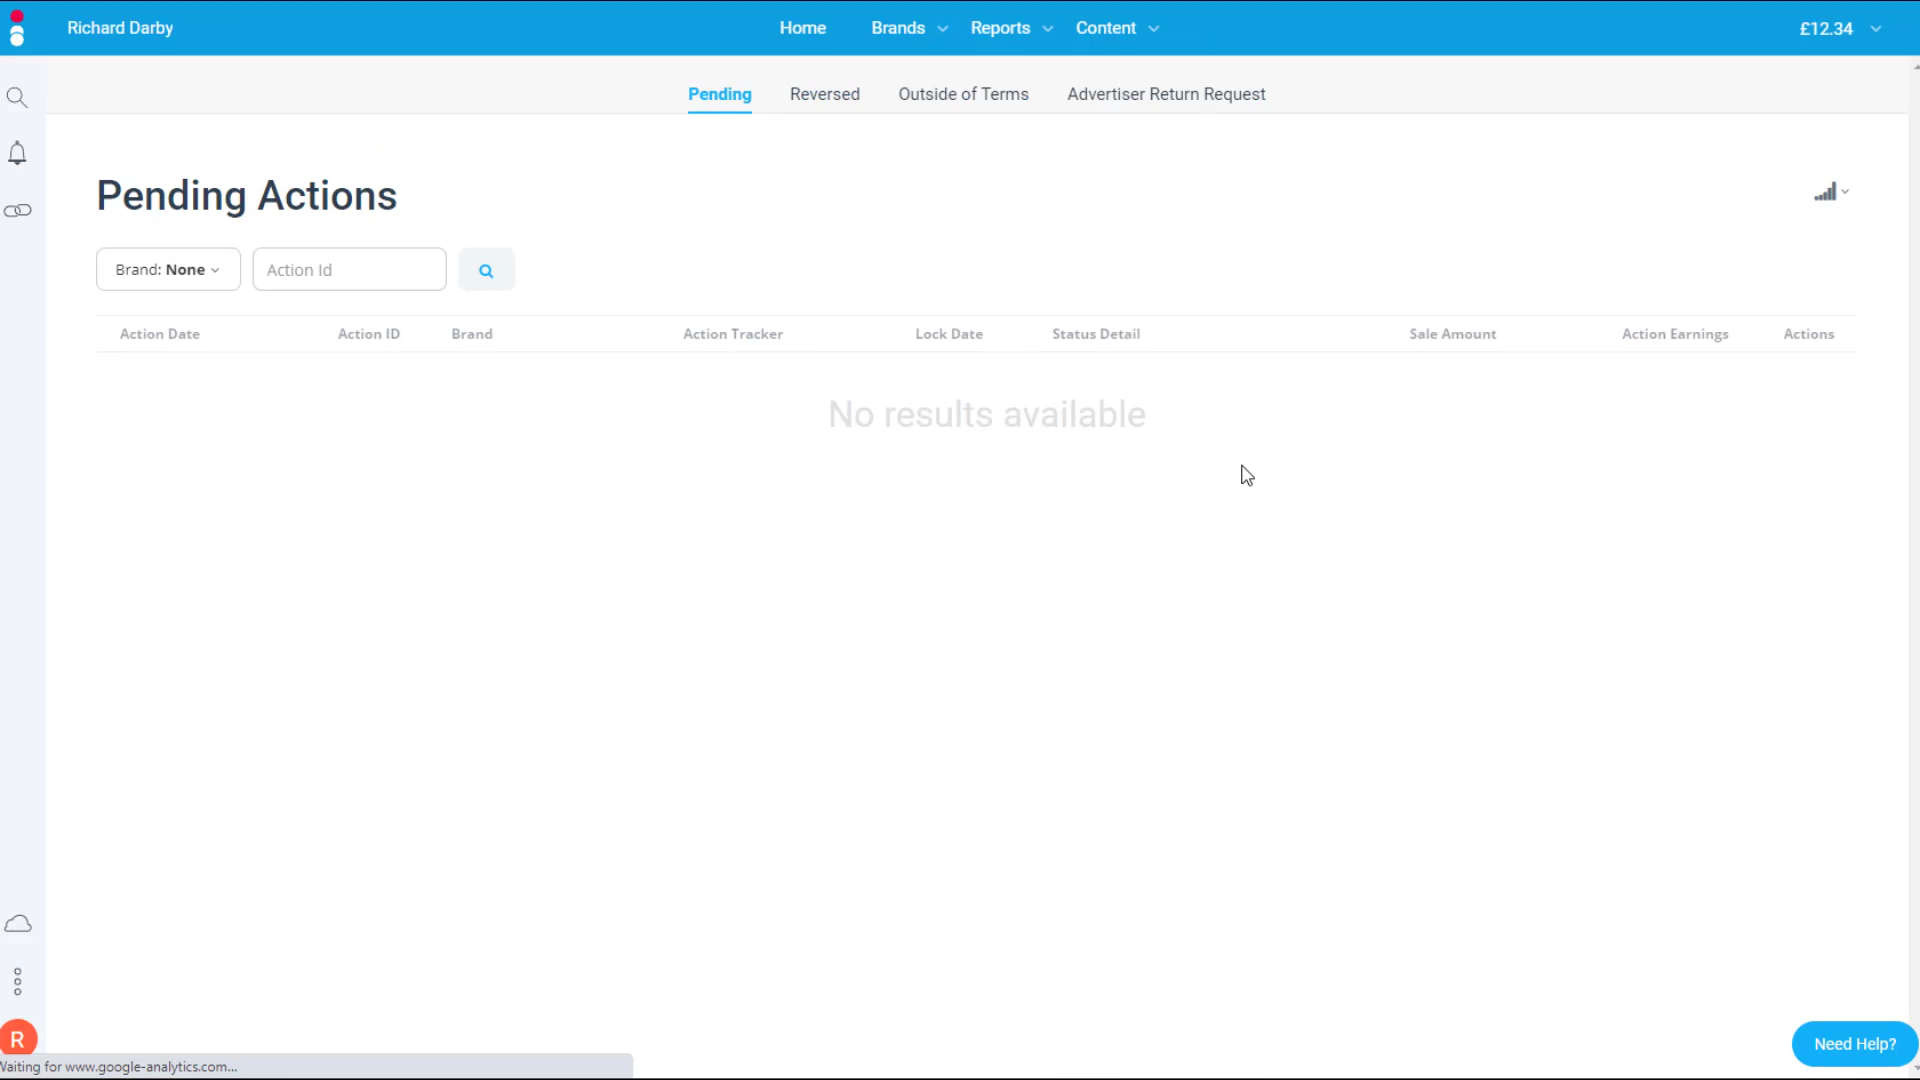 Richard Darby
Home Brands Reports Content
£12.34
Pending Reversed Outside of Terms Advertiser Return Request
Pending Actions
Brand: None
Action Id
Action Date Action ID Brand Action Tracker Lock Date Status Detail Sale Amount Action Earnings Actions
No results available
R
Need Help?
Waiting for www.google-analytics.com...